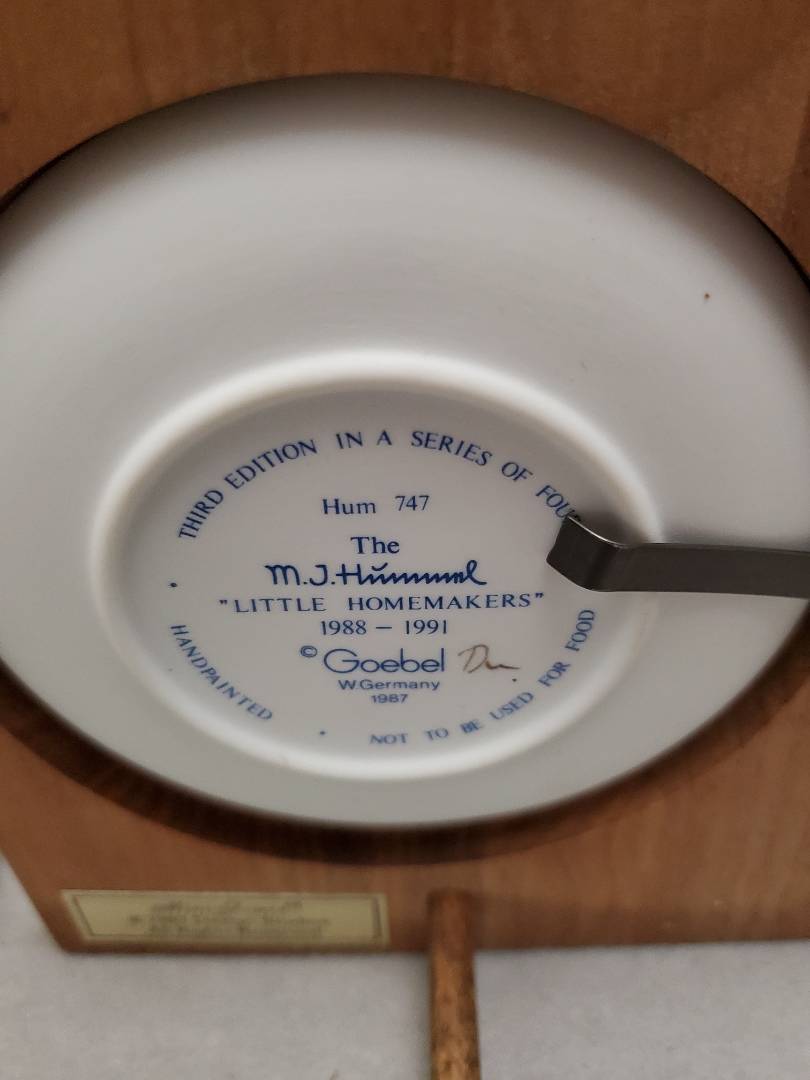 THIRD EDITION IN A SERIES OF FOU
Hum 747
The
M.J.Hummel
"LITTLE HOMEMAKERS"
1988 – 1991
© Goebel
W.Germany
1987
HANDPAINTED
NOT TO BE USED FOR FOOD